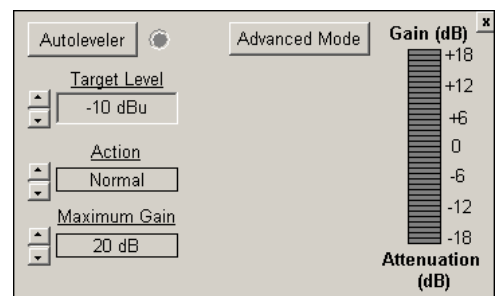 Autoleveler
Target Level
-10 dBu
Action
Normal
Maximum Gain
20 dB
Advanced Mode
Gain (dB)
x
+18
+12
+6
0
-6
-12
-18
Attenuation
(dB)